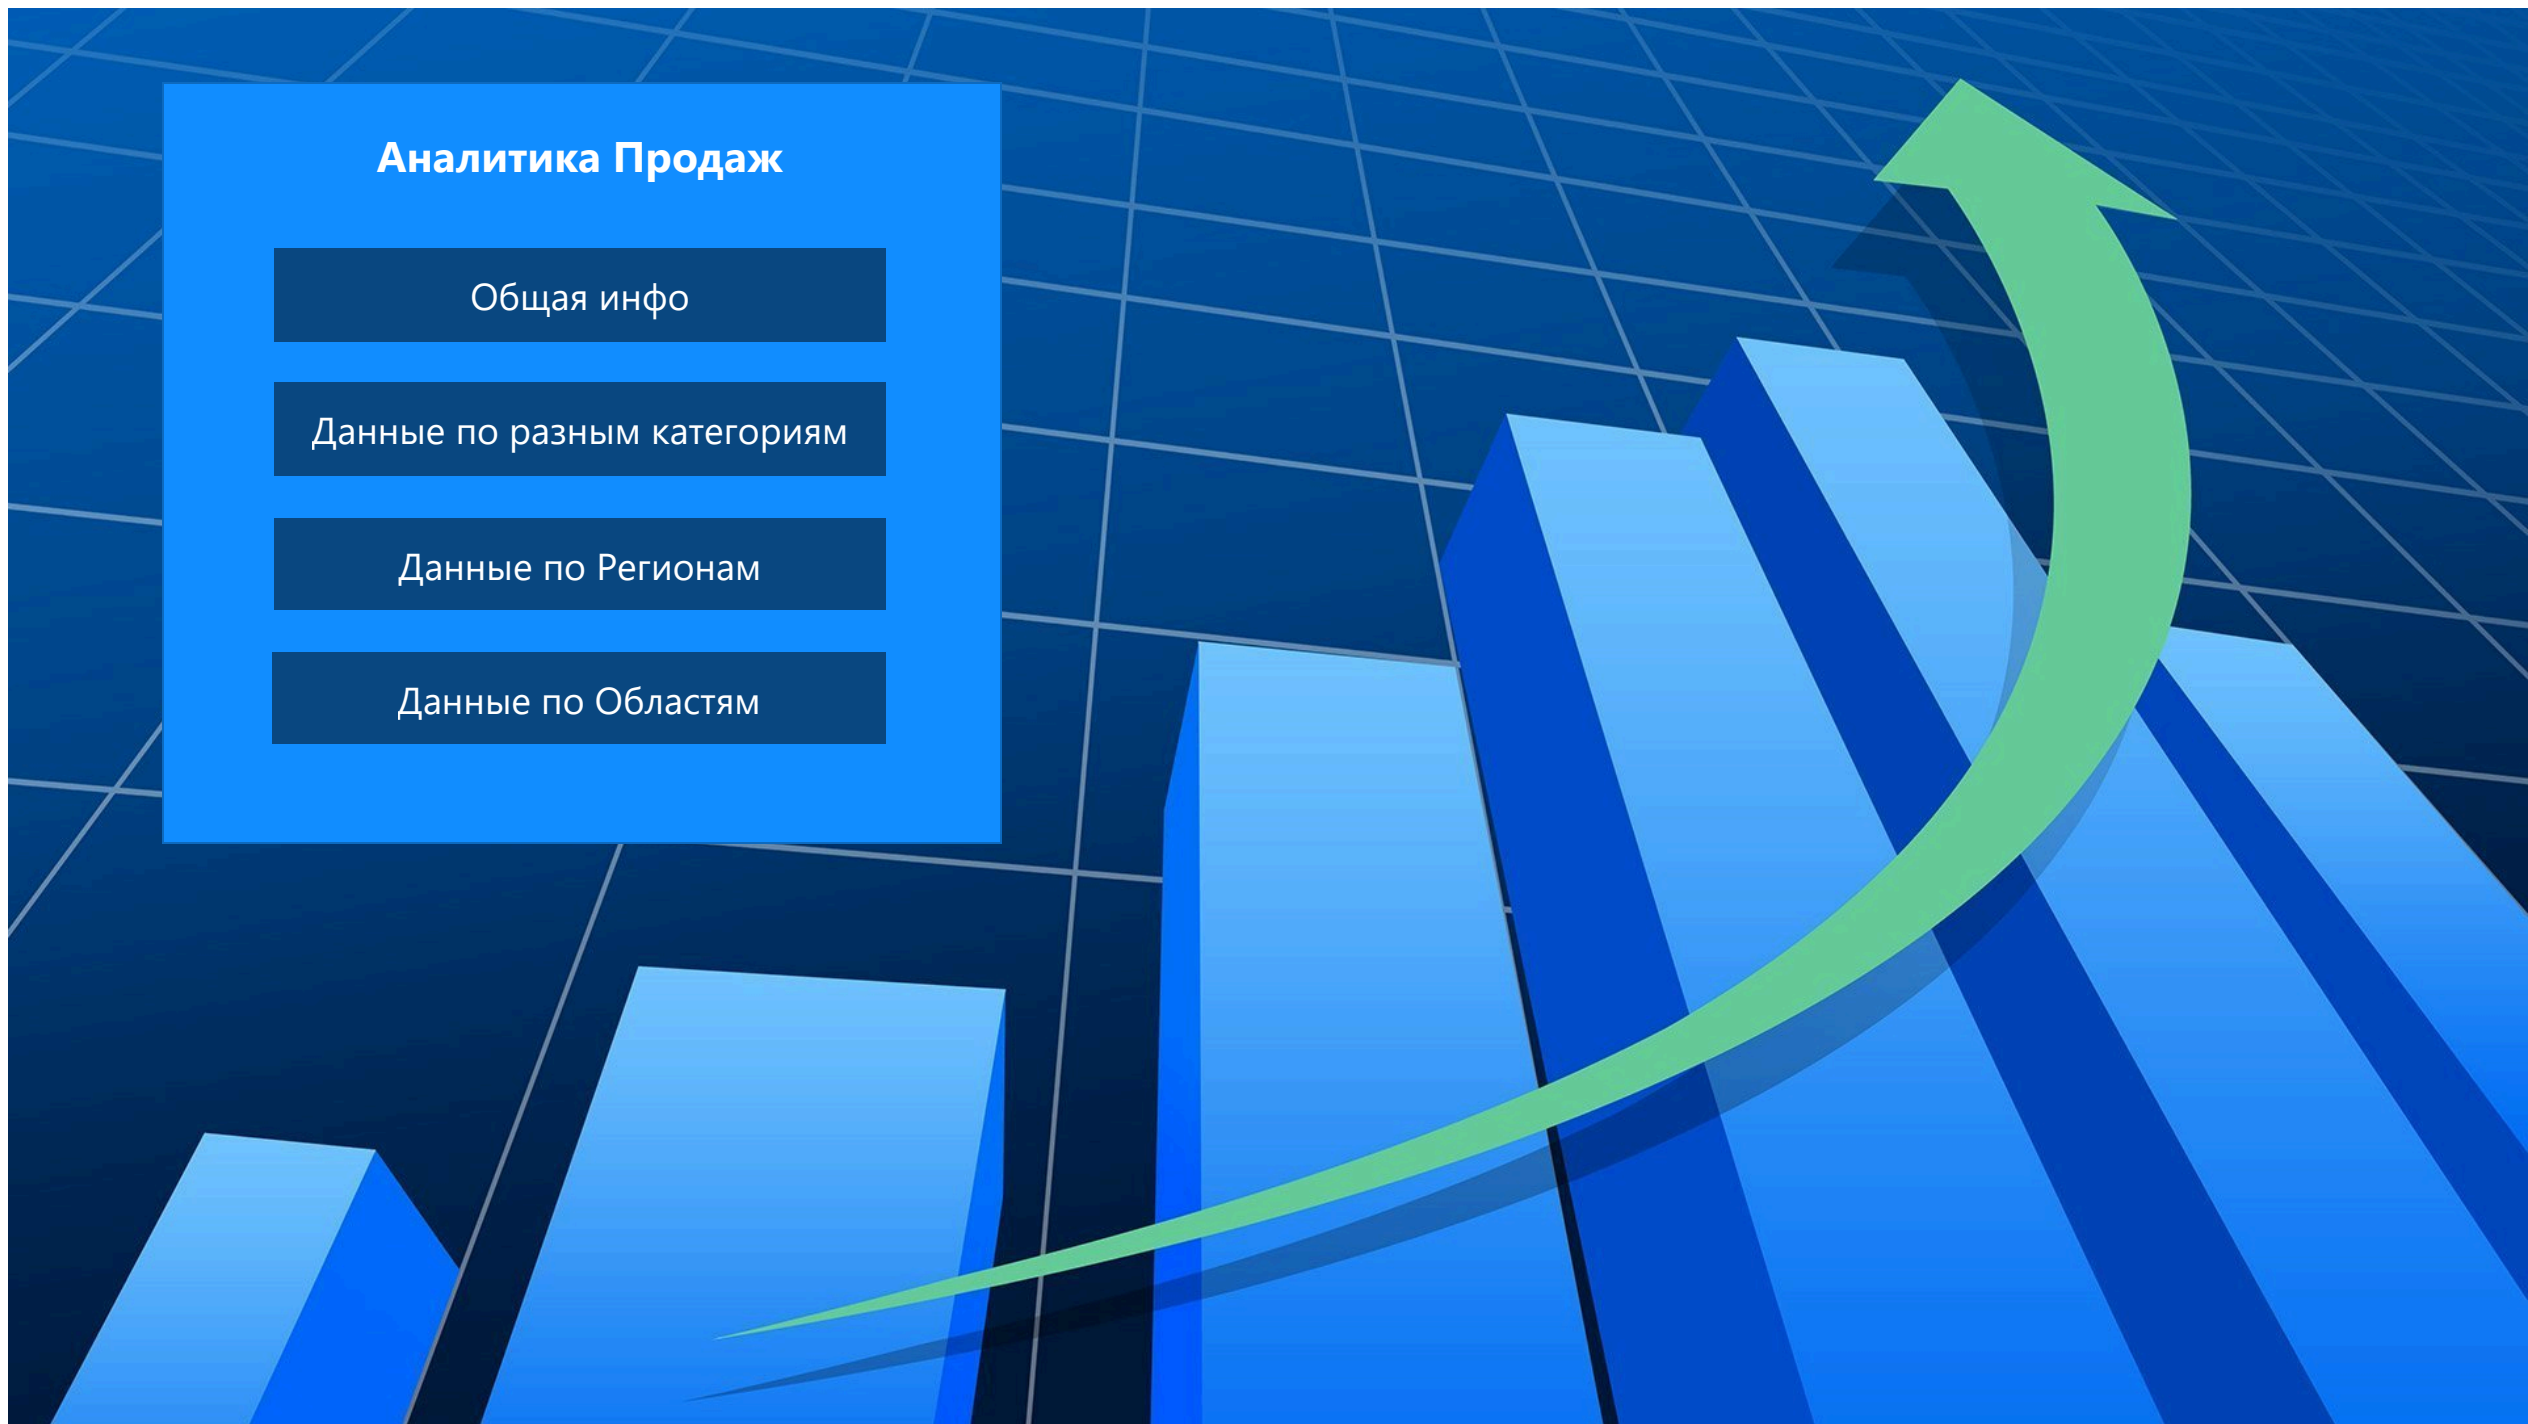 Аналитика Продаж
Общая инфо
Данные по разным категориям
Данные по Регионам
Данные по Областям